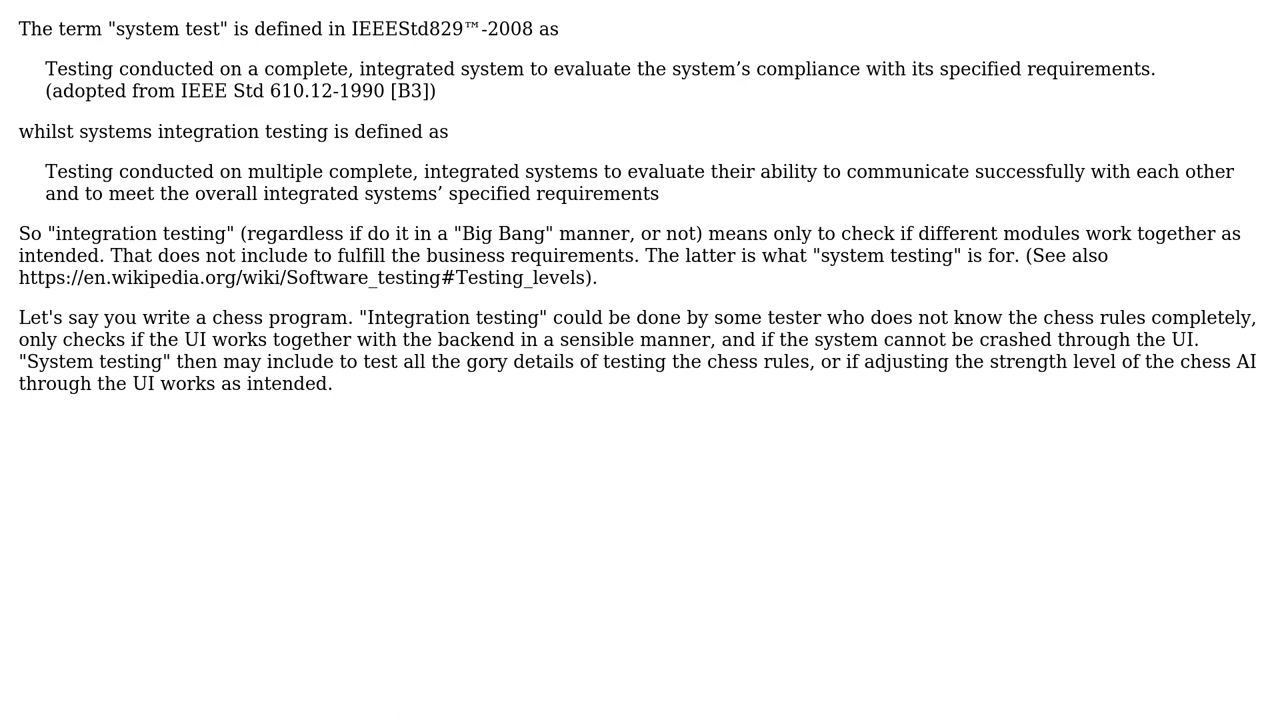 The term "system test" is defined in IEEEStd829™-2008 as
Testing conducted on a complete, integrated system to evaluate the system’s compliance with its specified requirements.
(adopted from IEEE Std 610.12-1990 [B3])
whilst systems integration testing is defined as
Testing conducted on multiple complete, integrated systems to evaluate their ability to communicate successfully with each other
and to meet the overall integrated systems’ specified requirements
So "integration testing" (regardless if do it in a "Big Bang" manner, or not) means only to check if different modules work together as
intended. That does not include to fulfill the business requirements. The latter is what "system testing" is for. (See also
https://en.wikipedia.org/wiki/Software_testing#Testing_levels).
Let's say you write a chess program. "Integration testing" could be done by some tester who does not know the chess rules completely,
only checks if the UI works together with the backend in a sensible manner, and if the system cannot be crashed through the UI.
"System testing" then may include to test all the gory details of testing the chess rules, or if adjusting the strength level of the chess AI
through the UI works as intended.